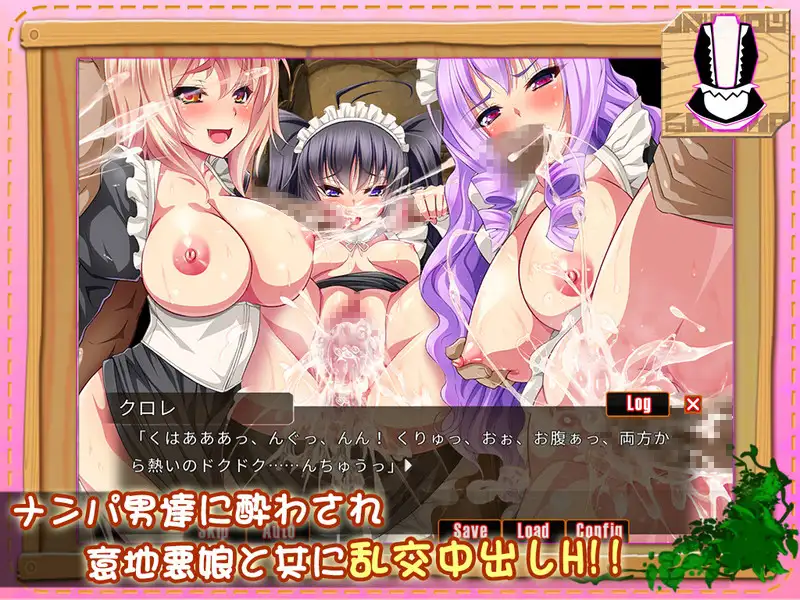 クロレ
Log
「くはあああっ、んぐっ、んん！ くりゅっ、おぉ、お腹ぁっ、両方か
ら熱いのドクドク……んちゅうっ」
Skip Auto Save Load Config
ナンパ男達に酔わされ
意地悪娘と共に乱交中出しH!!